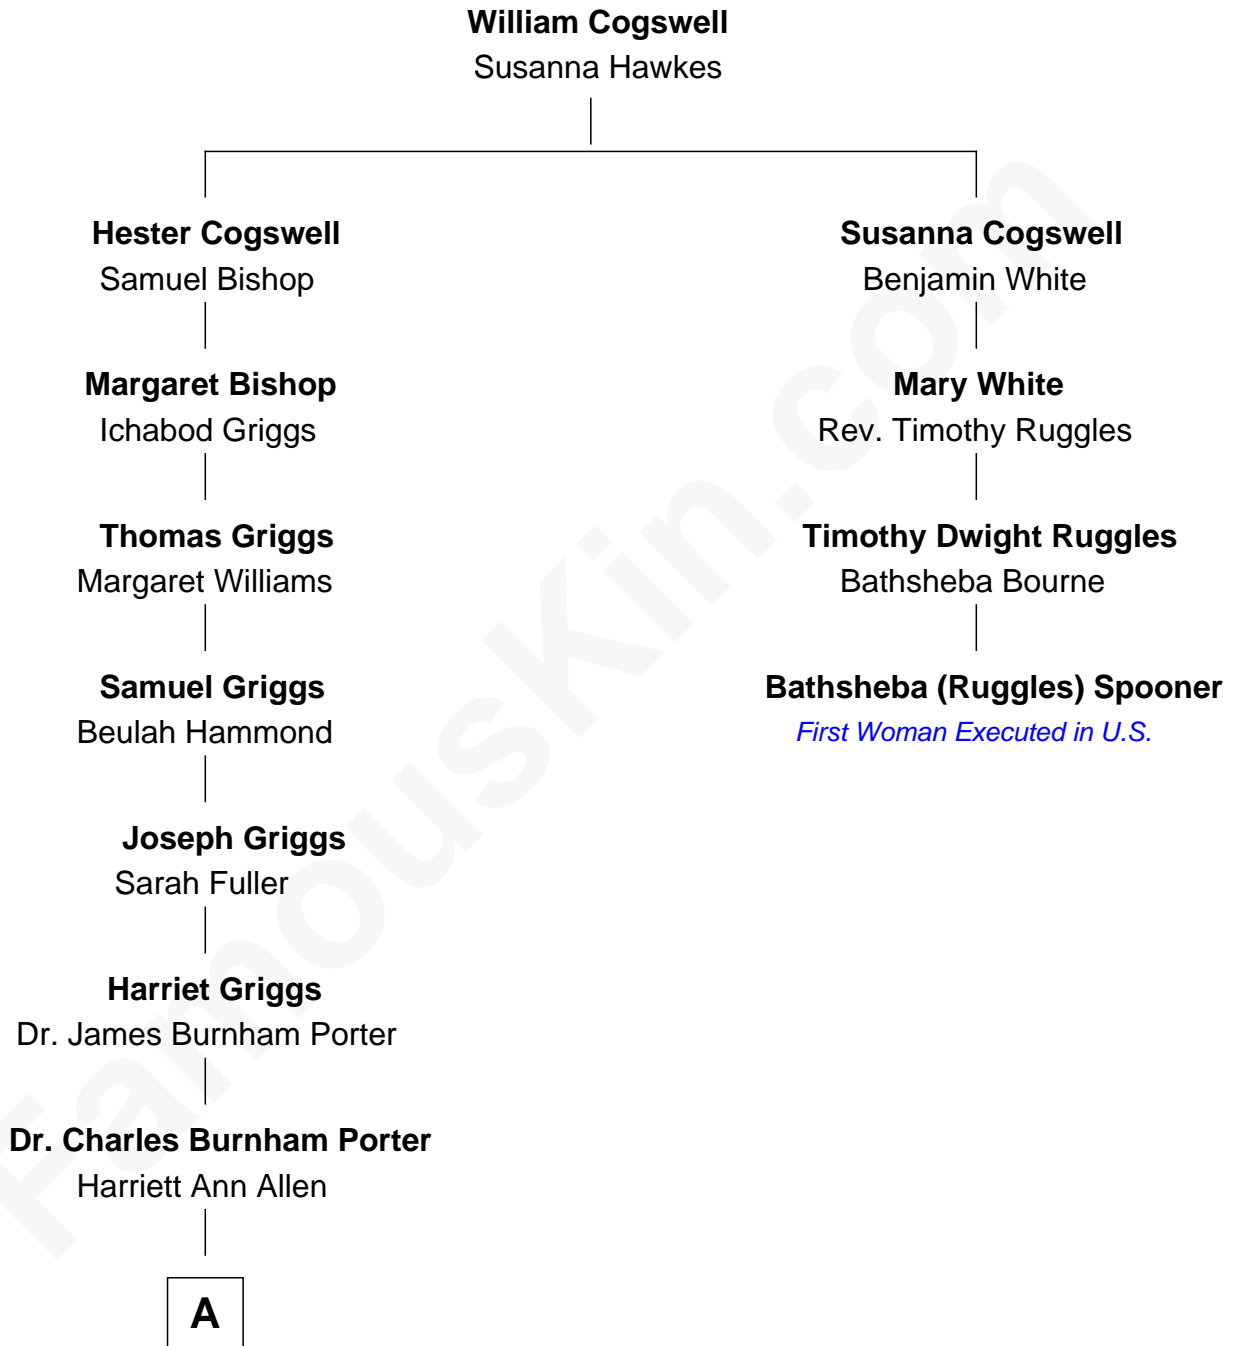 William Cogswell
Susanna Hawkes
Hester Cogswell
Samuel Bishop
Susanna Cogswell
Benjamin White
Margaret Bishop
Ichabod Griggs
Mary White
Rev. Timothy Ruggles
Thomas Griggs
Margaret Williams
Timothy Dwight Ruggles
Bathsheba Bourne
Samuel Griggs
Beulah Hammond
Bathsheba (Ruggles) Spooner
First Woman Executed in U.S.
Joseph Griggs
Sarah Fuller
Harriet Griggs
Dr. James Burnham Porter
Dr. Charles Burnham Porter
Harriett Ann Allen
A
FamousKin.com